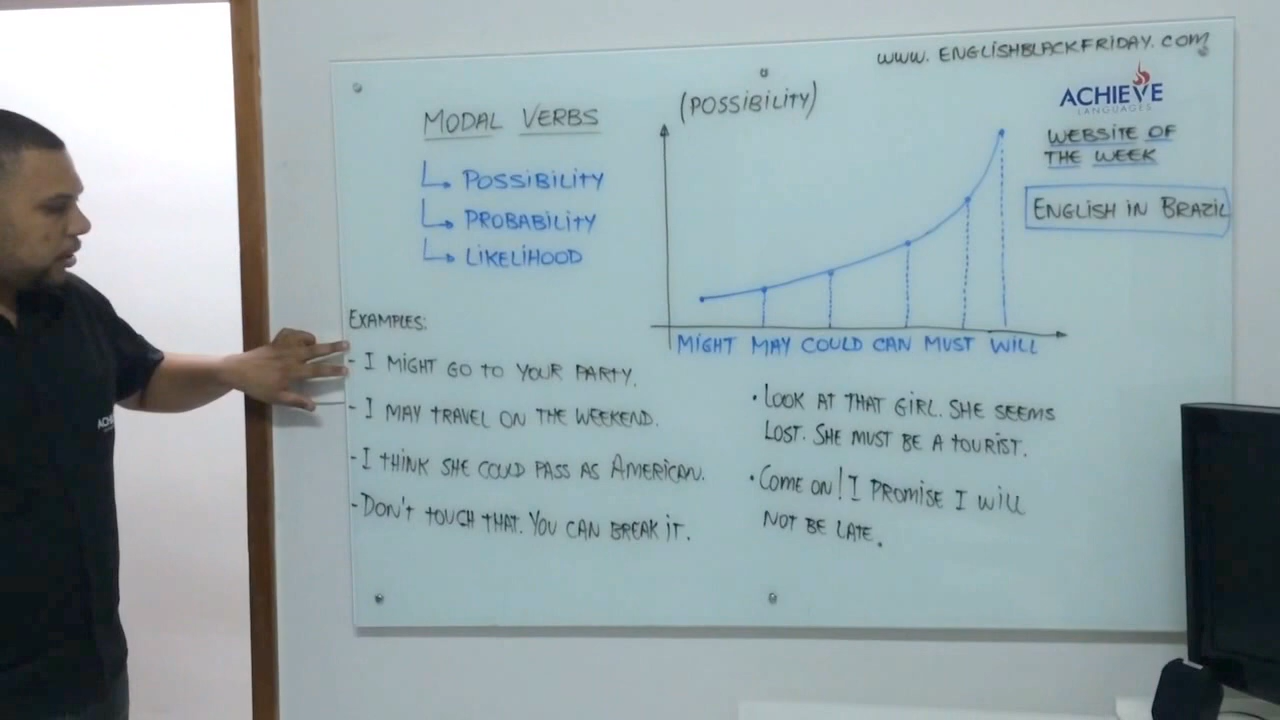 WWW.ENGLISHBLACKFRIDAY.COM
MODAL VERBS
POSSIBILITY
PROBABILITY
LIKELIHOOD
(POSSIBILITY)
MIGHT MAY COULD CAN MUST WILL
ACHIEVE
LANGUAGES
WEBSITE OF
THE WEEK
ENGLISH IN BRAZIL
EXAMPLES:
- I MIGHT GO TO YOUR PARTY.
- I MAY TRAVEL ON THE WEEKEND.
- I THINK SHE COULD PASS AS AMERICAN.
- DON'T TOUCH THAT. YOU CAN BREAK IT.
• LOOK AT THAT GIRL. SHE SEEMS
LOST. SHE MUST BE A TOURIST.
• COME ON! I PROMISE I WILL
NOT BE LATE.